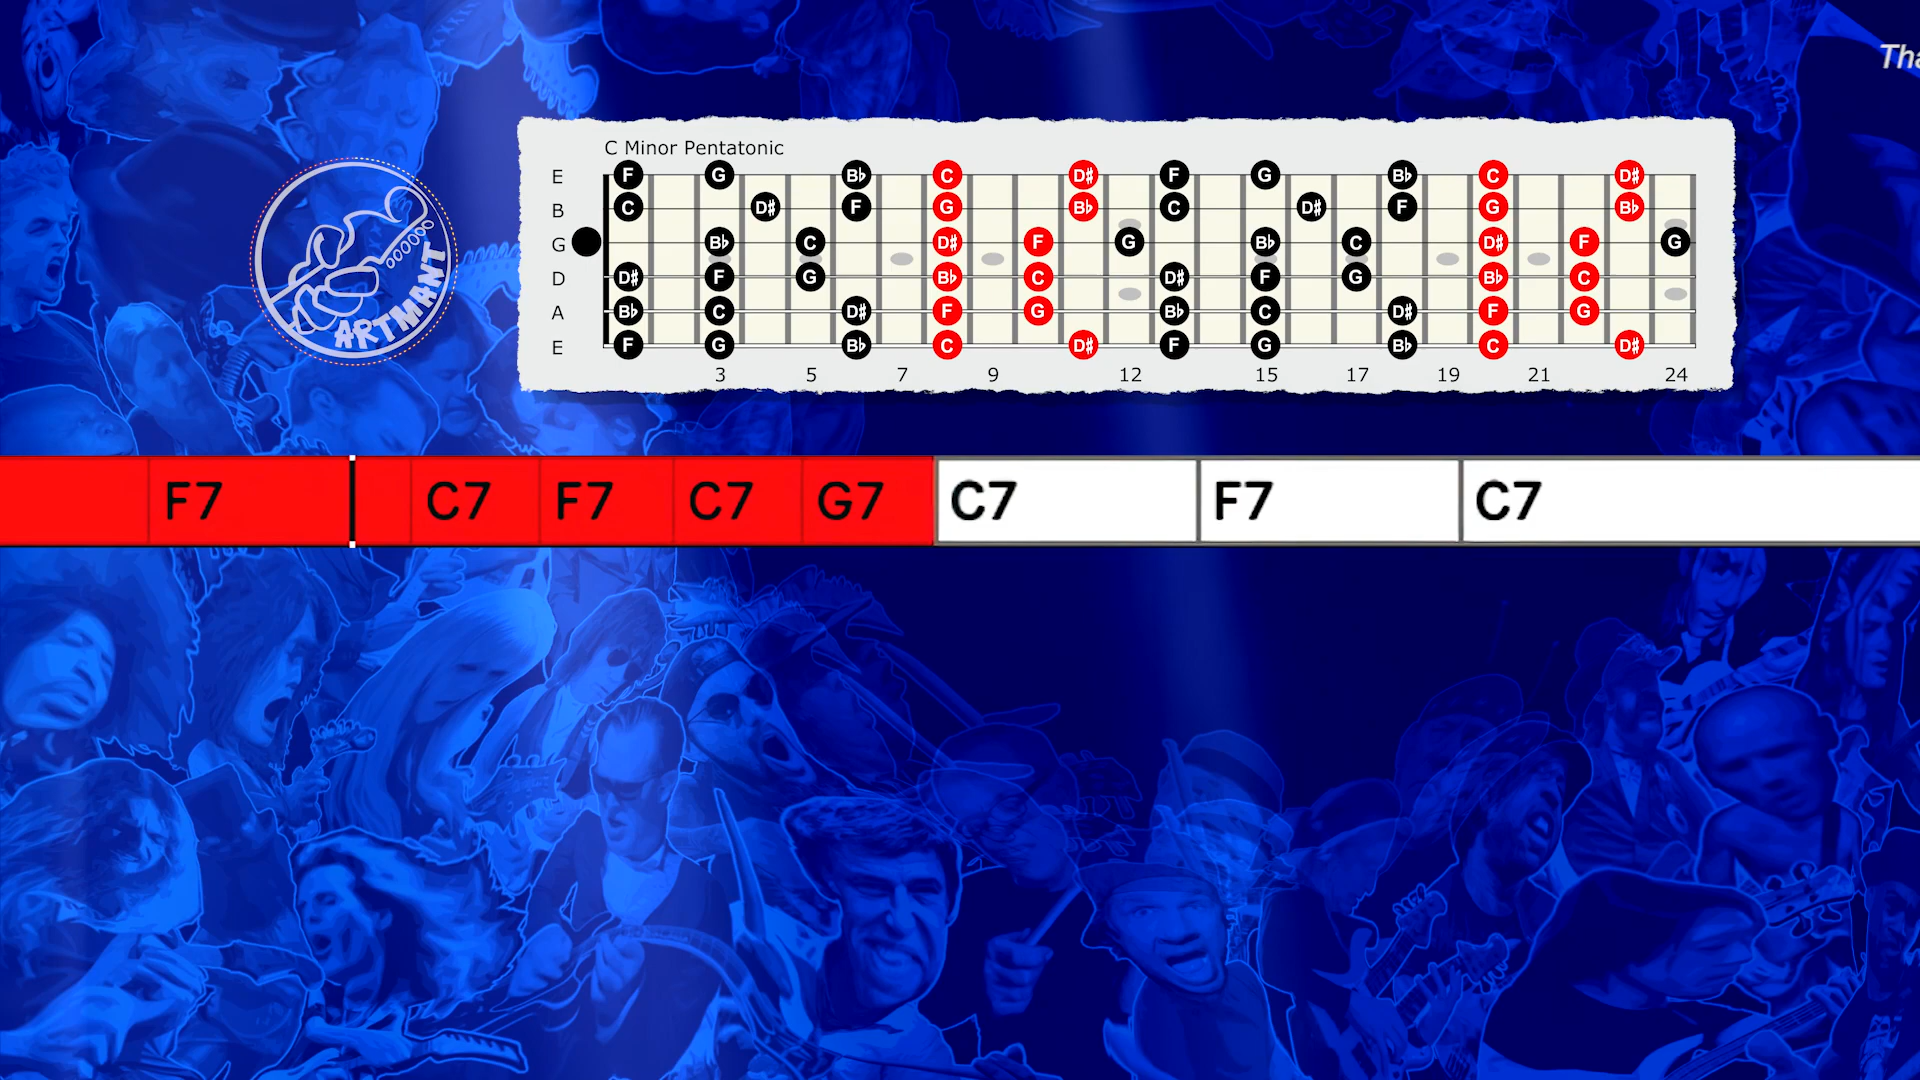 Tha
C Minor Pentatonic
E F G B♭ C D♯ F G B♭ C D♯
B C D♯ F G B♭ C D♯ F G B♭
G B♭ C D♯ F G B♭ C D♯ F G
D D♯ F G B♭ C D♯ F G B♭ C
A B♭ C D♯ F G B♭ C D♯ F G
E F G B♭ C D♯ F G B♭ C D♯
3 5 7 9 12 15 17 19 21 24
ARTMANT
F7 C7 F7 C7 G7 C7 F7 C7